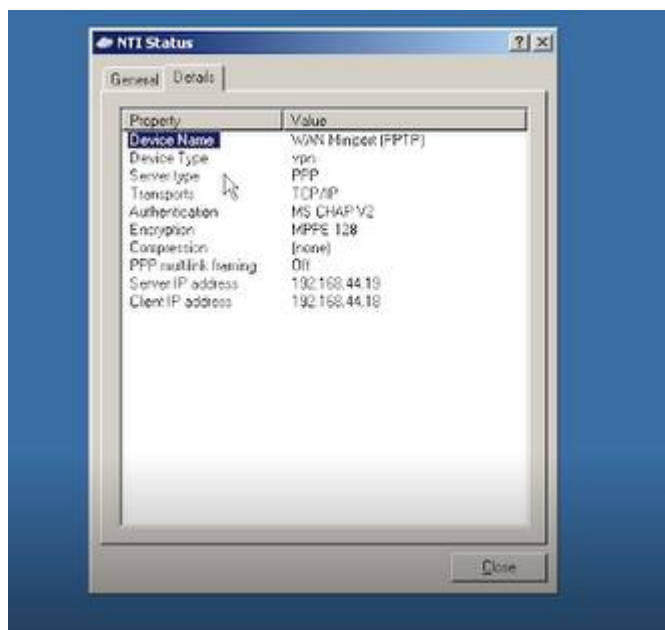 NTI Status
General Details
Property Value
Device Name WAN Miniport (PPTP)
Device Type vpn
Server type PPP
Transports TCP/IP
Authentication MS CHAP V2
Encryption MPPE 128
Compression (none)
PPP multilink framing Off
Server IP address 192.168.44.19
Client IP address 192.168.44.18
Close